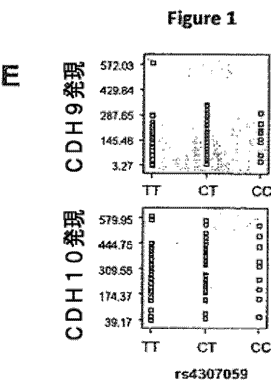 Figure 1
E
CDH9発現
572.03
429.84
287.65
145.46
3.27
TT CT CC
CDH10発現
579.95
444.75
309.56
174.37
39.17
TT CT CC
rs4307059